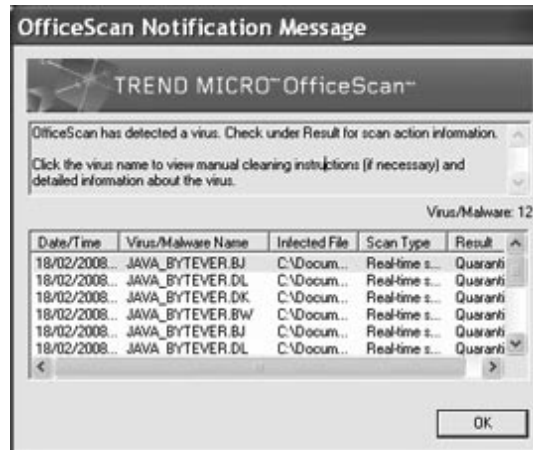 OfficeScan Notification Message
TREND MICRO™ OfficeScan™
OfficeScan has detected a virus. Check under Result for scan action information.
Click the virus name to view manual cleaning instructions (if necessary) and
detailed information about the virus.
Virus/Malware: 12
Date/Time Virus/Malware Name Infected File Scan Type Result
18/02/2008... JAVA_BYTEVER.BJ C:\Docum... Real-time s... Quaranti
18/02/2008... JAVA_BYTEVER.DL C:\Docum... Real-time s... Quaranti
18/02/2008... JAVA_BYTEVER.DK C:\Docum... Real-time s... Quaranti
18/02/2008... JAVA_BYTEVER.BW C:\Docum... Real-time s... Quaranti
18/02/2008... JAVA_BYTEVER.BJ C:\Docum... Real-time s... Quaranti
18/02/2008... JAVA_BYTEVER.DL C:\Docum... Real-time s... Quaranti
OK